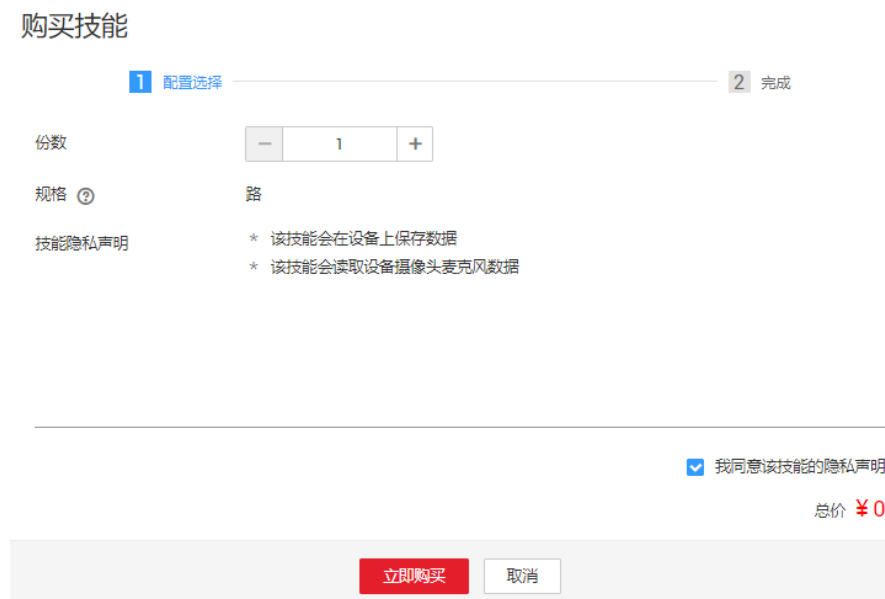 购买技能
1 配置选择 2 完成
份数 − 1 +
规格 ? 路
技能隐私声明 * 该技能会在设备上保存数据
* 该技能会读取设备摄像头麦克风数据
我同意该技能的隐私声明
总价 ¥0
立即购买 取消